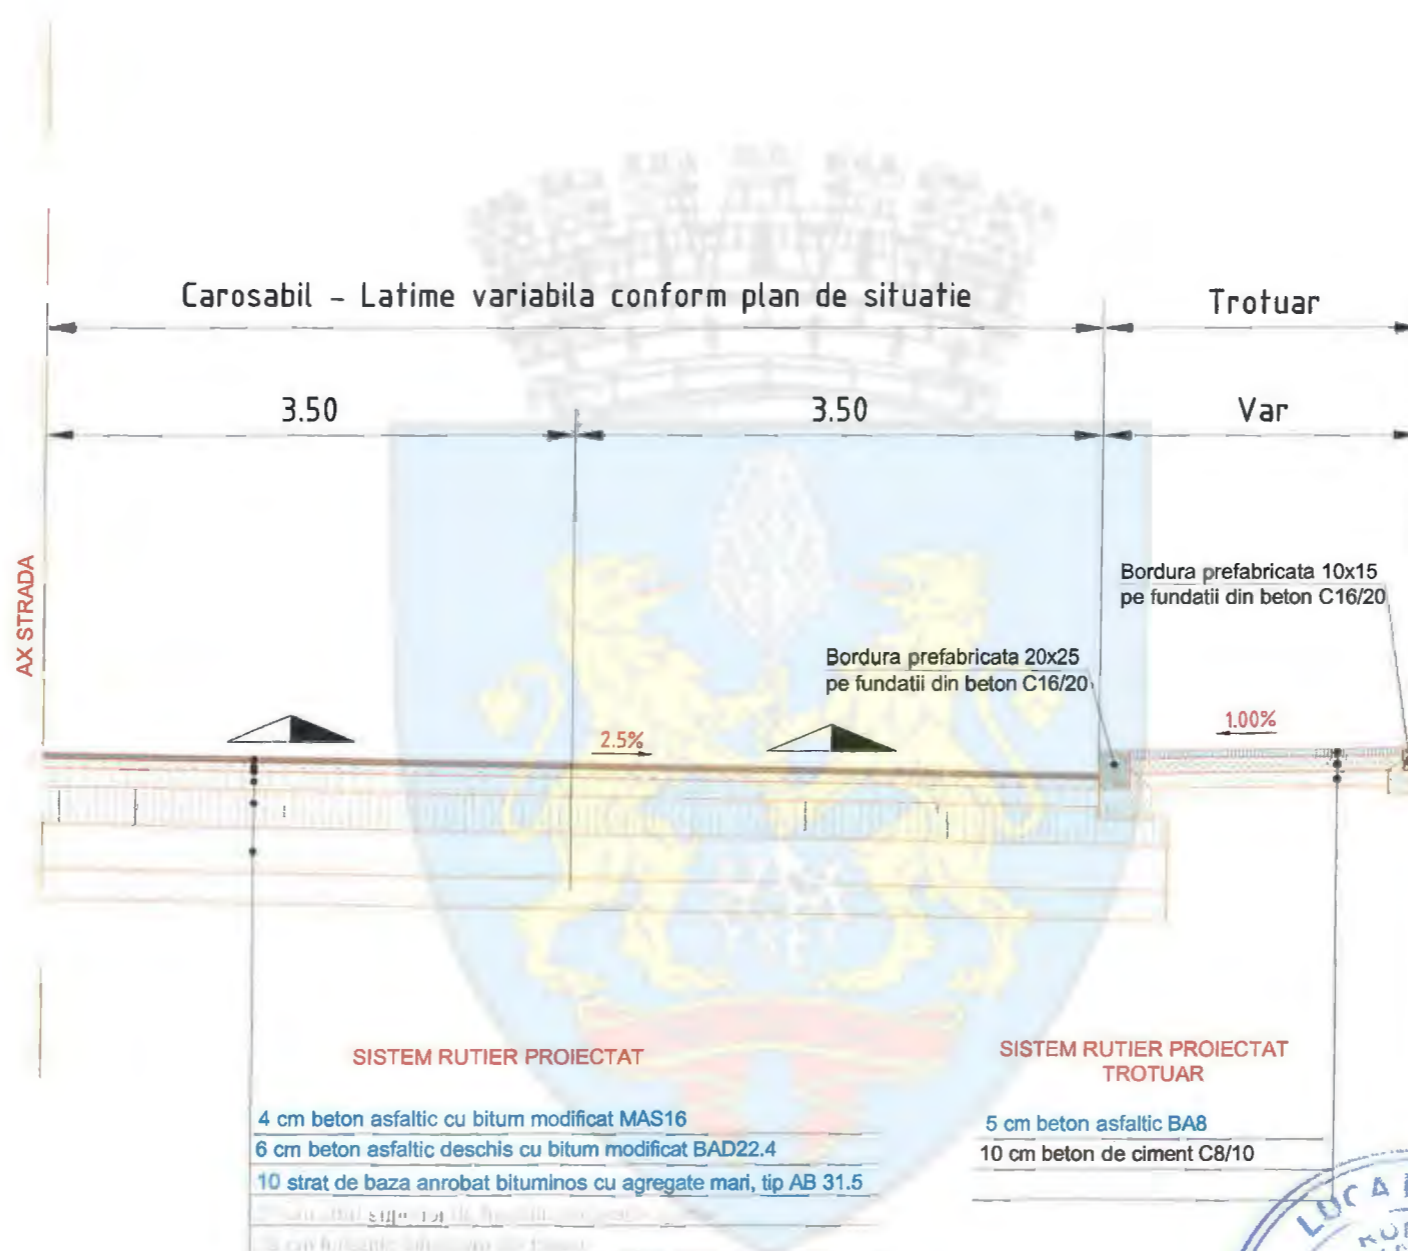 Carosabil - Latime variabila conform plan de situatie
Trotuar
3.50
3.50
Var
AX STRADA
Bordura prefabricata 10x15
pe fundatii din beton C16/20
Bordura prefabricata 20x25
pe fundatii din beton C16/20
2.5%
1.00%
SISTEM RUTIER PROIECTAT
SISTEM RUTIER PROIECTAT
TROTUAR
4 cm beton asfaltic cu bitum modificat MAS16
6 cm beton asfaltic deschis cu bitum modificat BAD22.4
10 strat de baza anrobat bituminos cu agregate mari, tip AB 31.5
5 cm beton asfaltic BA8
10 cm beton de ciment C8/10
LUCA